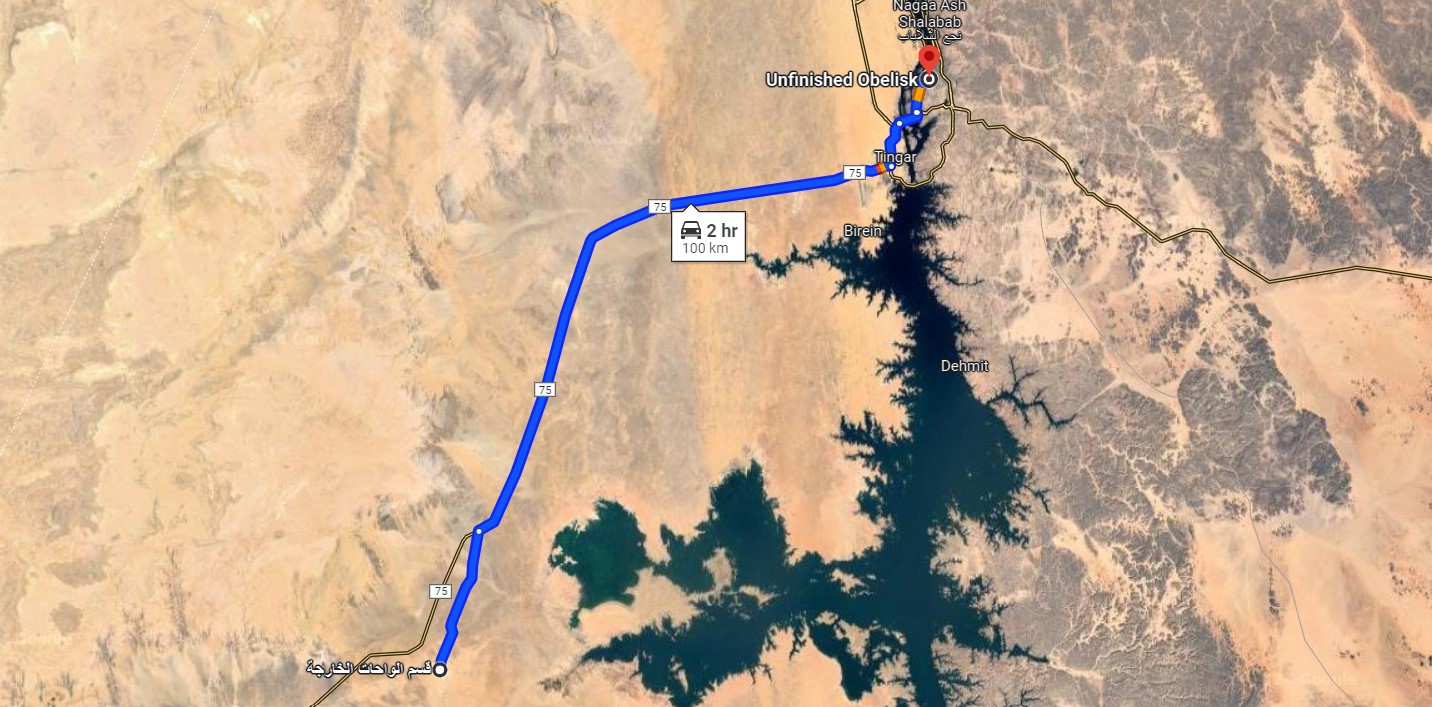 Nagaa Ash
Shalabab
نجع الشلالاب
Unfinished Obelisk
Tingar
75
75
Birein
2 hr
100 km
Dehmit
75
75
قسم الواحات الخارجة